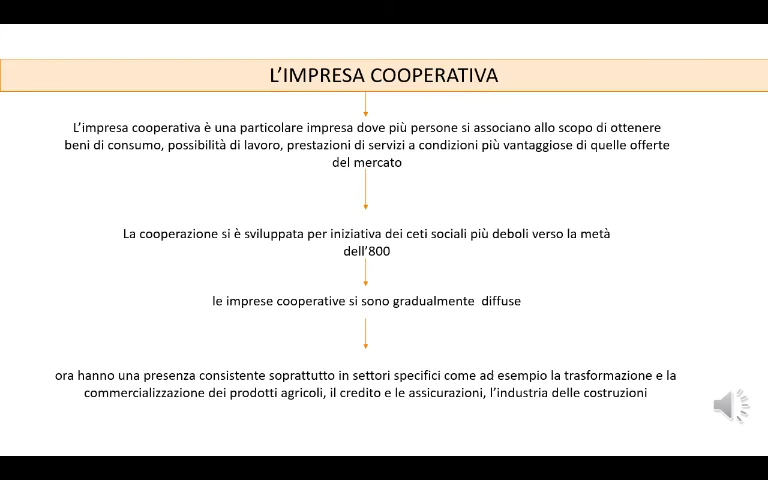 L'IMPRESA COOPERATIVA
L'impresa cooperativa è una particolare impresa dove più persone si associano allo scopo di ottenere
beni di consumo, possibilità di lavoro, prestazioni di servizi a condizioni più vantaggiose di quelle offerte
del mercato
La cooperazione si è sviluppata per iniziativa dei ceti sociali più deboli verso la metà
dell'800
le imprese cooperative si sono gradualmente  diffuse
ora hanno una presenza consistente soprattutto in settori specifici come ad esempio la trasformazione e la
commercializzazione dei prodotti agricoli, il credito e le assicurazioni, l'industria delle costruzioni